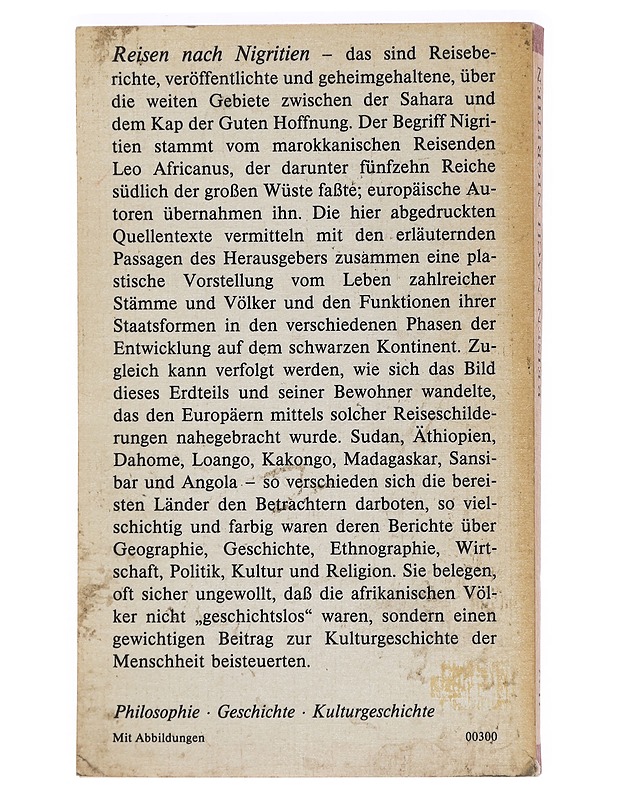 Reisen nach Nigritien – das sind Reisebe-
richte, veröffentlichte und geheimgehaltene, über
die weiten Gebiete zwischen der Sahara und
dem Kap der Guten Hoffnung. Der Begriff Nigri-
tien stammt vom marokkanischen Reisenden
Leo Africanus, der darunter fünfzehn Reiche
südlich der großen Wüste faßte; europäische Au-
toren übernahmen ihn. Die hier abgedruckten
Quellentexte vermitteln mit den erläuternden
Passagen des Herausgebers zusammen eine pla-
stische Vorstellung vom Leben zahlreicher
Stämme und Völker und den Funktionen ihrer
Staatsformen in den verschiedenen Phasen der
Entwicklung auf dem schwarzen Kontinent. Zu-
gleich kann verfolgt werden, wie sich das Bild
dieses Erdteils und seiner Bewohner wandelte,
das den Europäern mittels solcher Reiseschilde-
rungen nahegebracht wurde. Sudan, Äthiopien,
Dahome, Loango, Kakongo, Madagaskar, Sansi-
bar und Angola – so verschieden sich die berei-
sten Länder den Betrachtern darboten, so viel-
schichtig und farbig waren deren Berichte über
Geographie, Geschichte, Ethnographie, Wirt-
schaft, Politik, Kultur und Religion. Sie belegen,
oft sicher ungewollt, daß die afrikanischen Völ-
ker nicht „geschichtslos“ waren, sondern einen
gewichtigen Beitrag zur Kulturgeschichte der
Menschheit beisteuerten.
Philosophie · Geschichte · Kulturgeschichte
Mit Abbildungen 00300
REISEN NACH NIGRITIEN